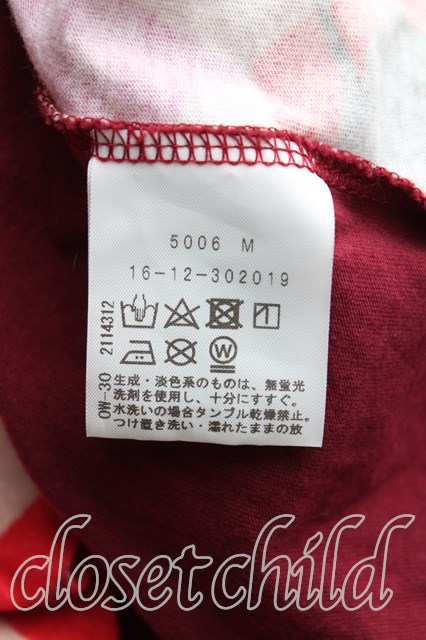 5006 M
16-12-302019
OW-30 2114312
生成・淡色系のものは、無蛍光
洗剤を使用し、十分にすすぐ。
水洗いの場合タンブル乾燥禁止。
つけ置き洗い・濡れたままの放
closet child